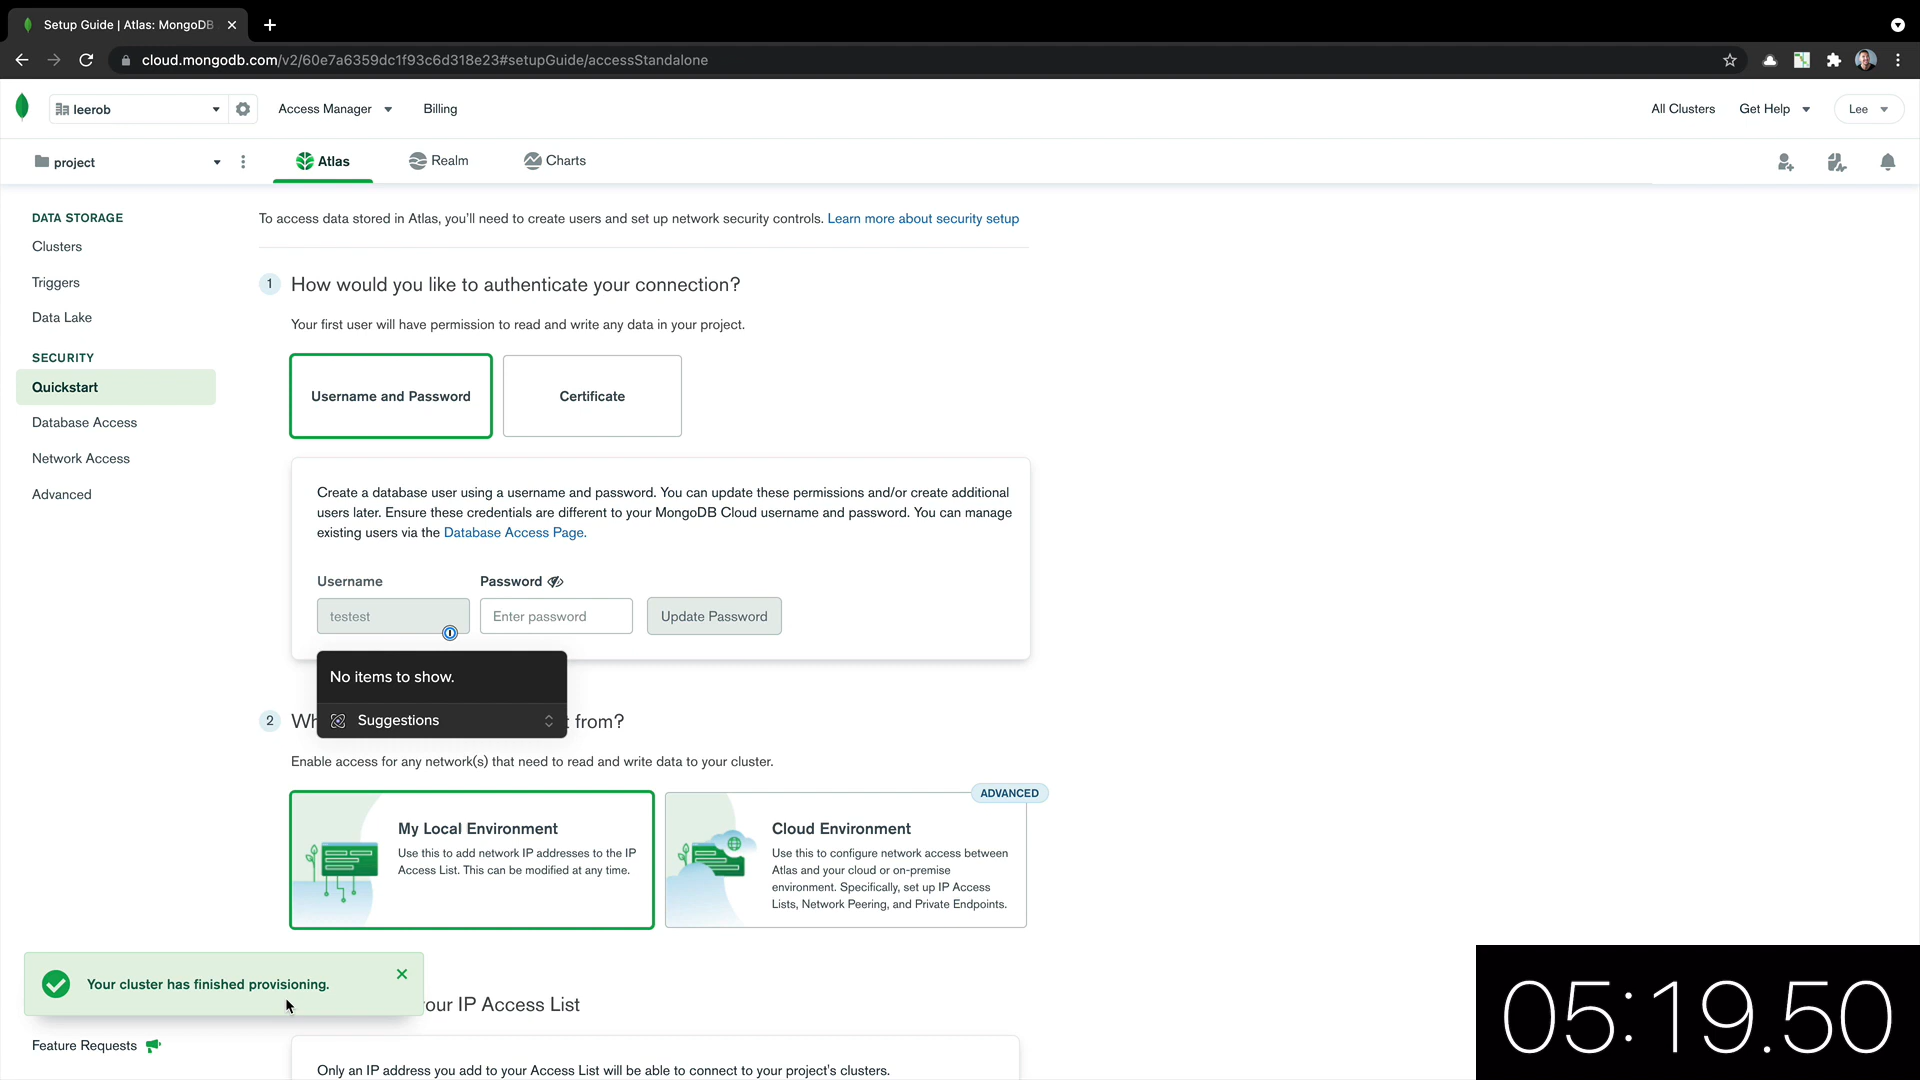 Setup Guide | Atlas: MongoDB
cloud.mongodb.com/v2/60e7a6359dc1f93c6d318e23#setupGuide/accessStandalone
leerob
Access Manager
Billing
All Clusters
Get Help
Lee
project
Atlas
Realm
Charts
DATA STORAGE
Clusters
Triggers
Data Lake
SECURITY
Quickstart
Database Access
Network Access
Advanced
To access data stored in Atlas, you'll need to create users and set up network security controls. Learn more about security setup
1 How would you like to authenticate your connection?
Your first user will have permission to read and write any data in your project.
Username and Password
Certificate
Create a database user using a username and password. You can update these permissions and/or create additional
users later. Ensure these credentials are different to your MongoDB Cloud username and password. You can manage
existing users via the Database Access Page.
Username
Password
testest
Enter password
Update Password
No items to show.
Suggestions
2 from?
Enable access for any network(s) that need to read and write data to your cluster.
ADVANCED
My Local Environment
Use this to add network IP addresses to the IP
Access List. This can be modified at any time.
Cloud Environment
Use this to configure network access between
Atlas and your cloud or on-premise
environment. Specifically, set up IP Access
Lists, Network Peering, and Private Endpoints.
Your cluster has finished provisioning.
our IP Access List
Feature Requests
Only an IP address you add to your Access List will be able to connect to your project's clusters.
05:19.50